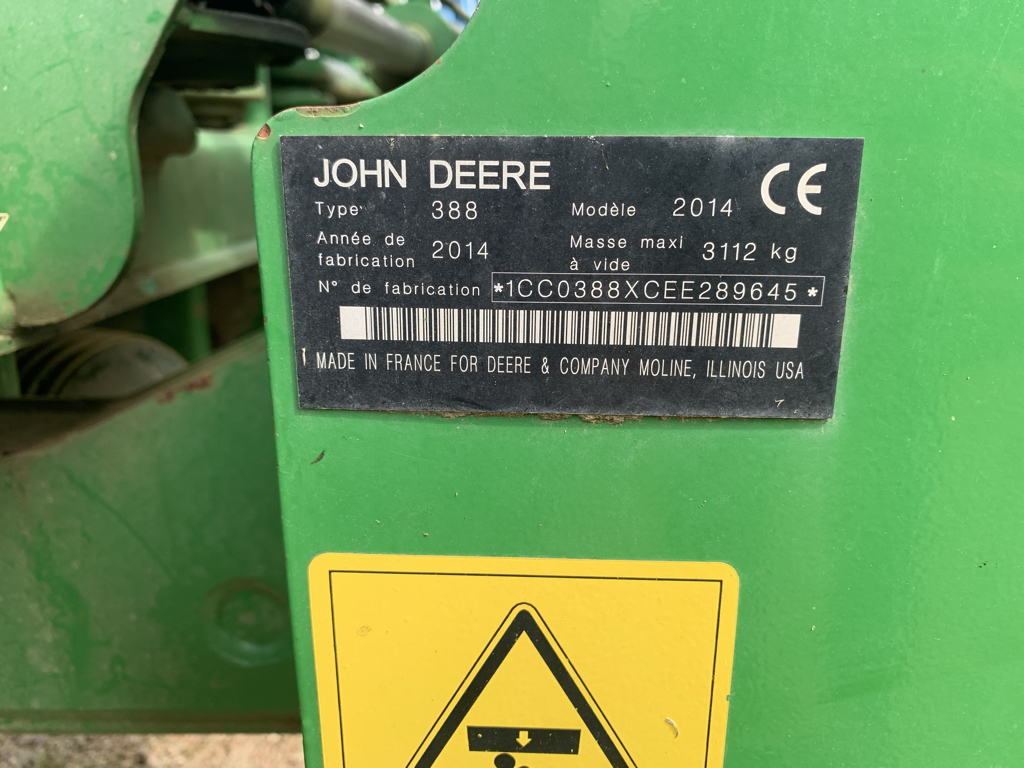 JOHN DEERE CE
Type 388 Modèle 2014
Année de fabrication 2014 Masse maxi à vide 3112 kg
N° de fabrication *1CC0388XCEE289645*
MADE IN FRANCE FOR DEERE & COMPANY MOLINE, ILLINOIS USA